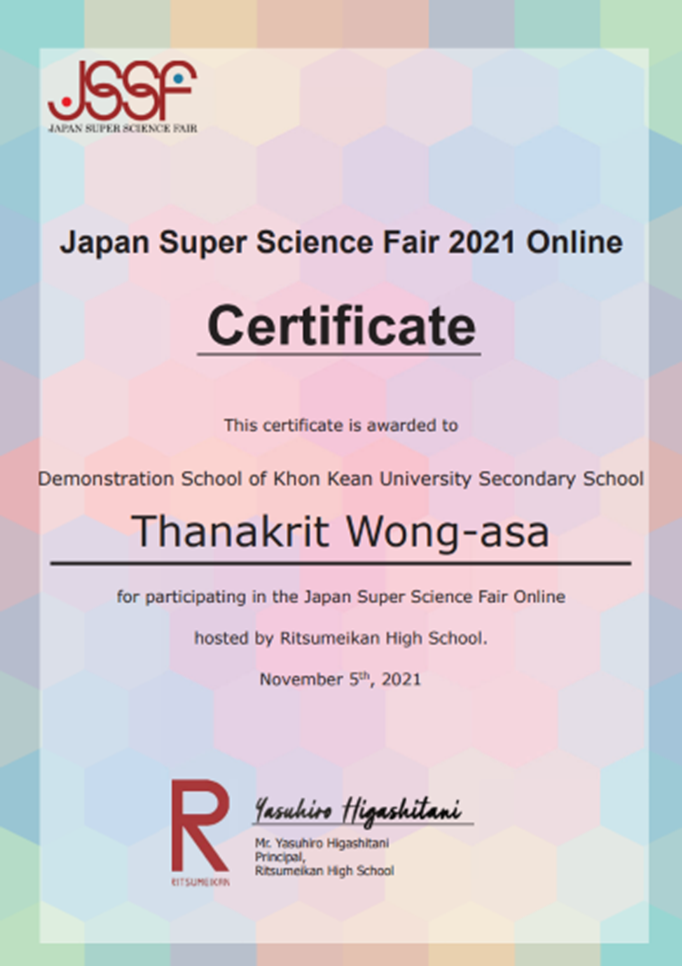 JSSF
JAPAN SUPER SCIENCE FAIR
Japan Super Science Fair 2021 Online
Certificate
This certificate is awarded to
Demonstration School of Khon Kean University Secondary School
Thanakrit Wong-asa
for participating in the Japan Super Science Fair Online
hosted by Ritsumeikan High School.
November 5th, 2021
R
RITSUMEIKAN
Yasuhiro Higashitani
Mr. Yasuhiro Higashitani
Principal,
Ritsumeikan High School